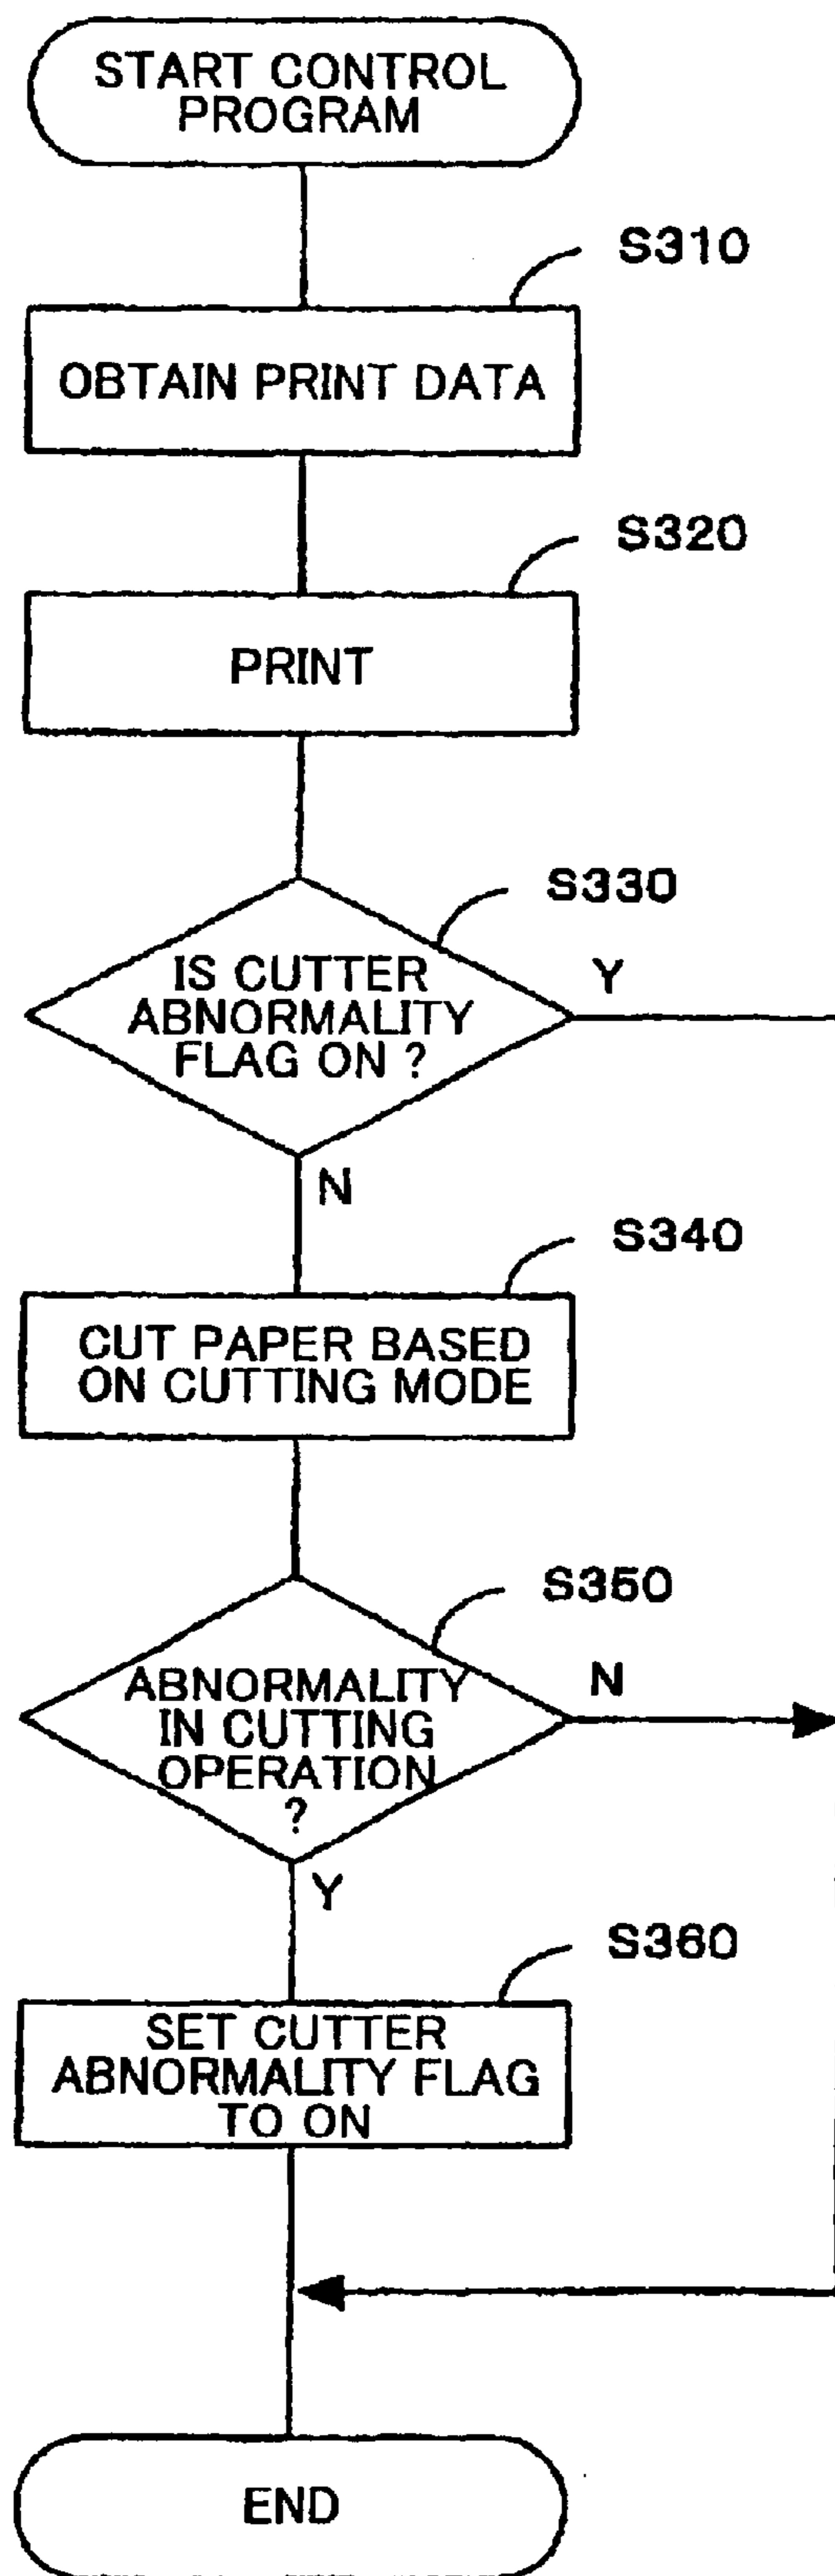 START CONTROL
PROGRAM
S310
OBTAIN PRINT DATA
S320
PRINT
S330
IS CUTTER
ABNORMALITY
FLAG ON ?
Y
N
S340
CUT PAPER BASED
ON CUTTING MODE
S350
ABNORMALITY
IN CUTTING
OPERATION
?
N
Y
S360
SET CUTTER
ABNORMALITY FLAG
TO ON
END